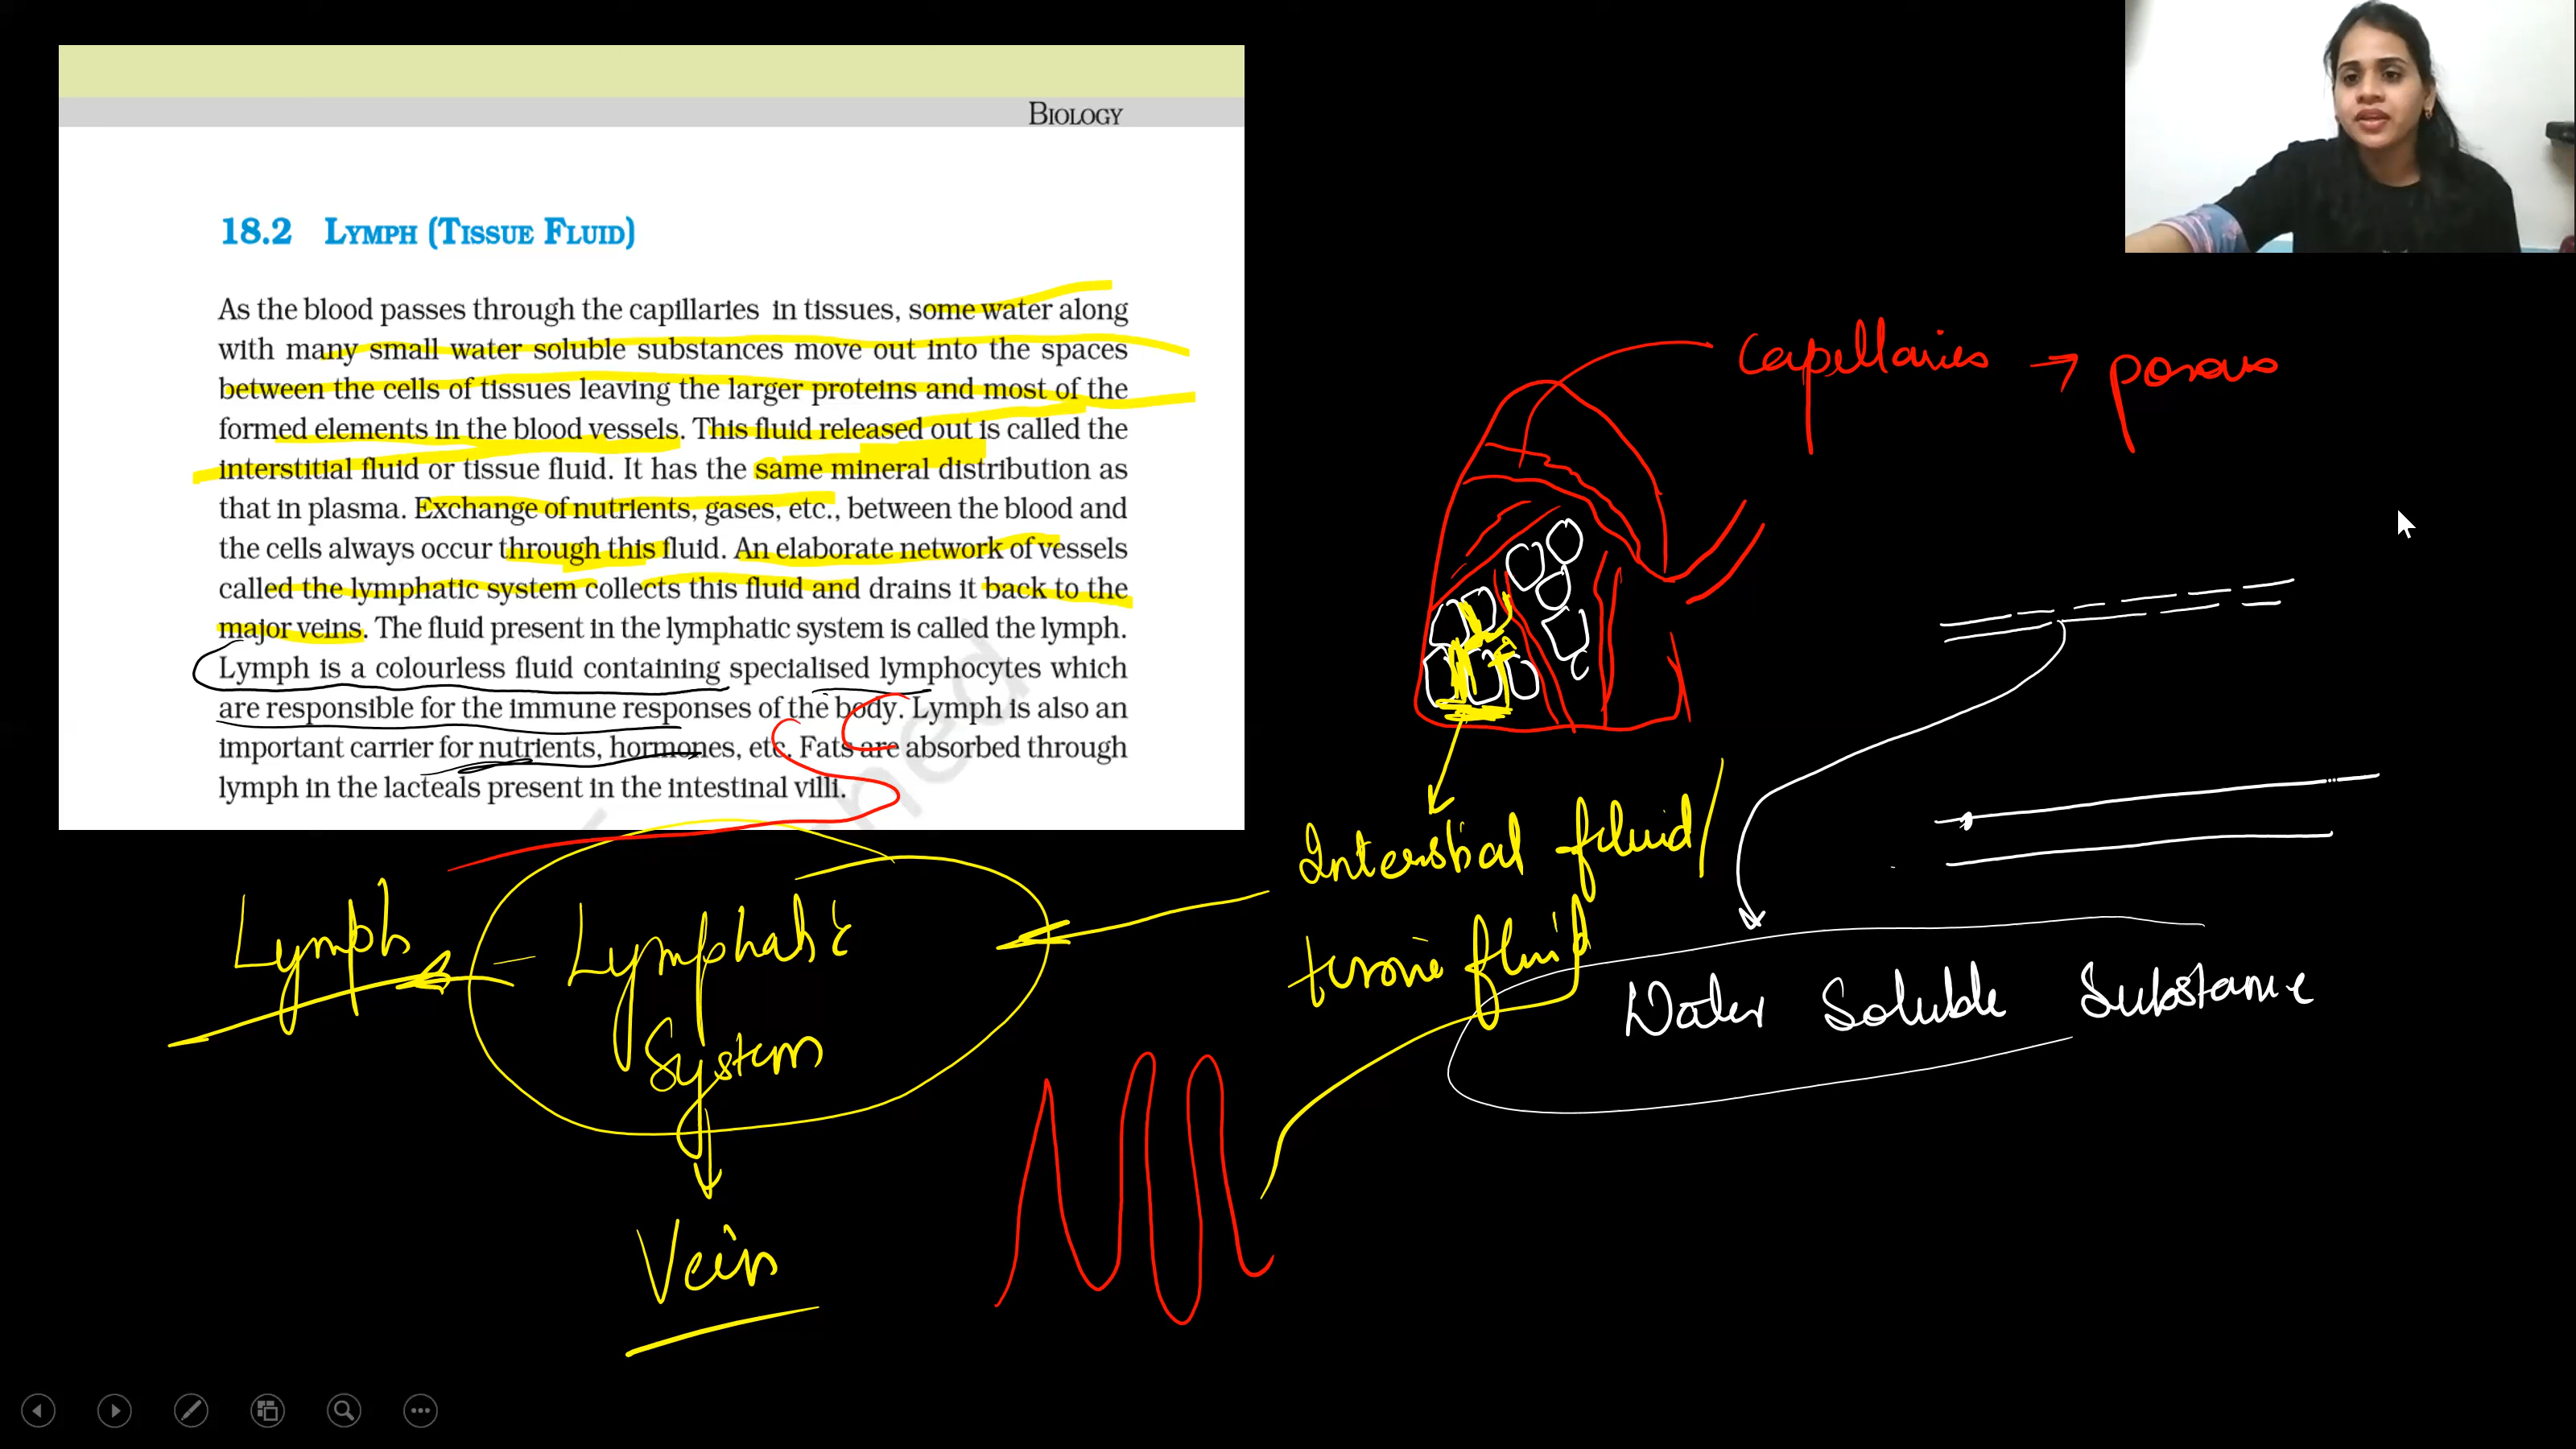 BIOLOGY
18.2 LYMPH (TISSUE FLUID)
As the blood passes through the capillaries in tissues, some water along
with many small water soluble substances move out into the spaces
between the cells of tissues leaving the larger proteins and most of the
formed elements in the blood vessels. This fluid released out is called the
interstitial fluid or tissue fluid. It has the same mineral distribution as
that in plasma. Exchange of nutrients, gases, etc., between the blood and
the cells always occur through this fluid. An elaborate network of vessels
called the lymphatic system collects this fluid and drains it back to the
major veins. The fluid present in the lymphatic system is called the lymph.
Lymph is a colourless fluid containing specialised lymphocytes which
are responsible for the immune responses of the body. Lymph is also an
important carrier for nutrients, hormones, etc. Fats are absorbed through
lymph in the lacteals present in the intestinal villi.
Capillaries → porous
Interstial fluid/
tissue fluid
Lymph
Lymphatic
System
Vein
Water Soluble Substance